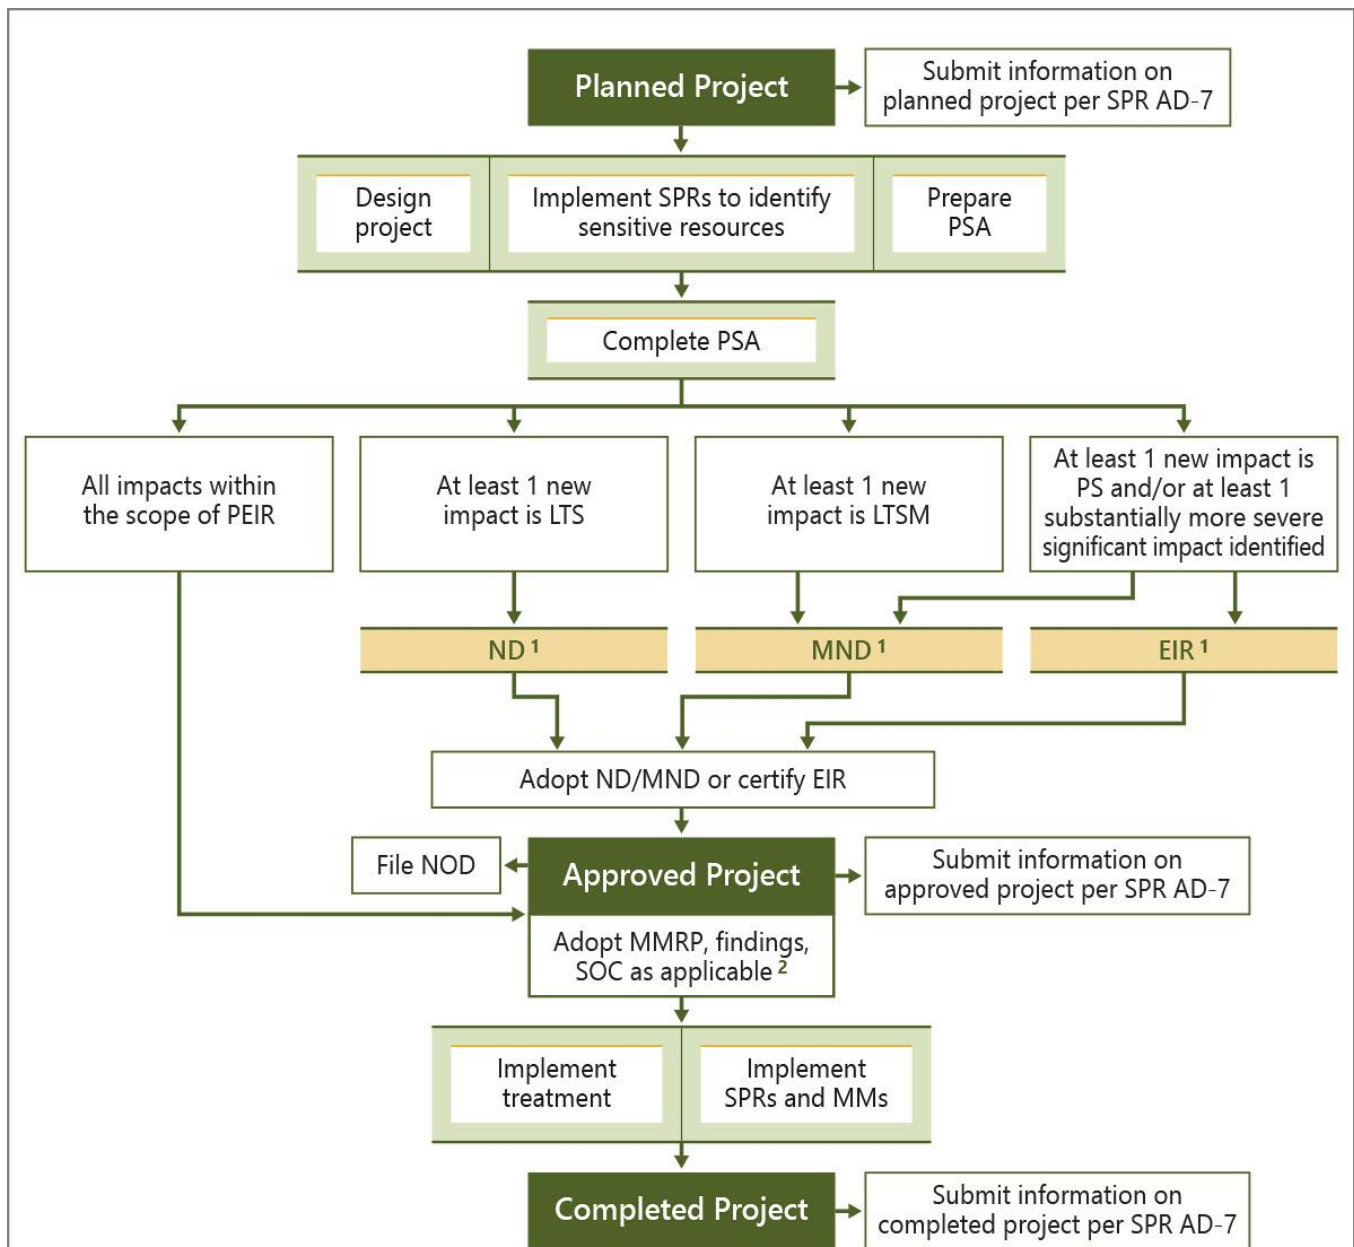 Planned Project
Submit information on
planned project per SPR AD-7
Design
project
Implement SPRs to identify
sensitive resources
Prepare
PSA
Complete PSA
All impacts within
the scope of PEIR
At least 1 new
impact is LTS
At least 1 new
impact is LTSM
At least 1 new impact is
PS and/or at least 1
substantially more severe
significant impact identified
ND 1
MND 1
EIR 1
Adopt ND/MND or certify EIR
File NOD
Approved Project
Submit information on
approved project per SPR AD-7
Adopt MMRP, findings,
SOC as applicable 2
Implement
treatment
Implement
SPRs and MMs
Completed Project
Submit information on
completed project per SPR AD-7